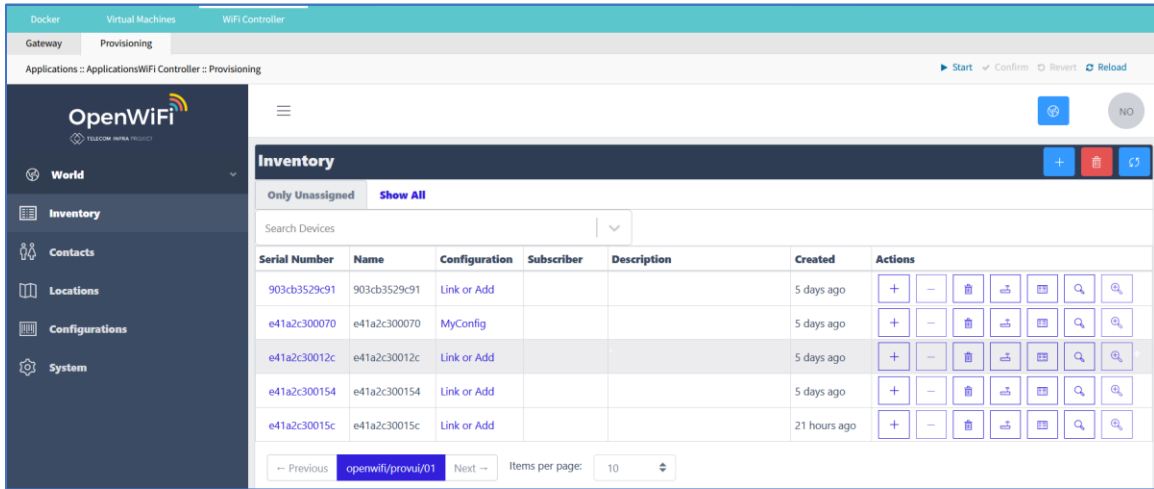 Docker Virtual Machines WiFi Controller
Gateway Provisioning
Applications :: ApplicationsWiFi Controller :: Provisioning Start Confirm Revert Reload
OpenWiFi
TELECOM INFRA PROJECT
NO
World
Inventory
Contacts
Locations
Configurations
System
Inventory
Only Unassigned Show All
Search Devices
Serial Number Name Configuration Subscriber Description Created Actions
903cb3529c91 903cb3529c91 Link or Add 5 days ago
e41a2c300070 e41a2c300070 MyConfig 5 days ago
e41a2c30012c e41a2c30012c Link or Add 5 days ago
e41a2c300154 e41a2c300154 Link or Add 5 days ago
e41a2c30015c e41a2c30015c Link or Add 21 hours ago
← Previous openwifi/provui/01 Next → Items per page: 10